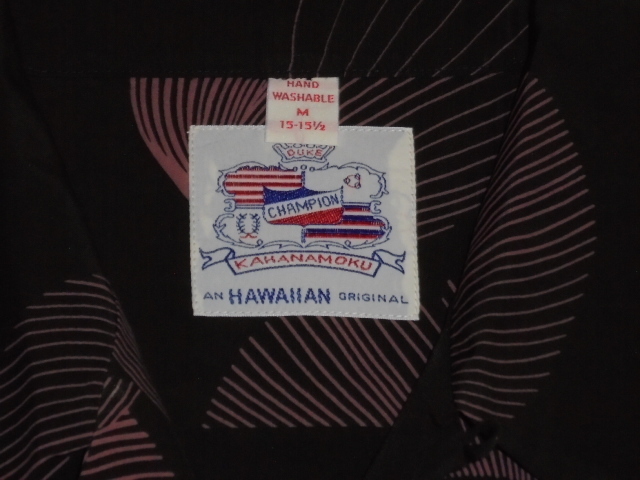 HAND
WASHABLE
M
15-15½
DUKE
CHAMPION
KAHANAMOKU
AN HAWAIIAN ORIGINAL